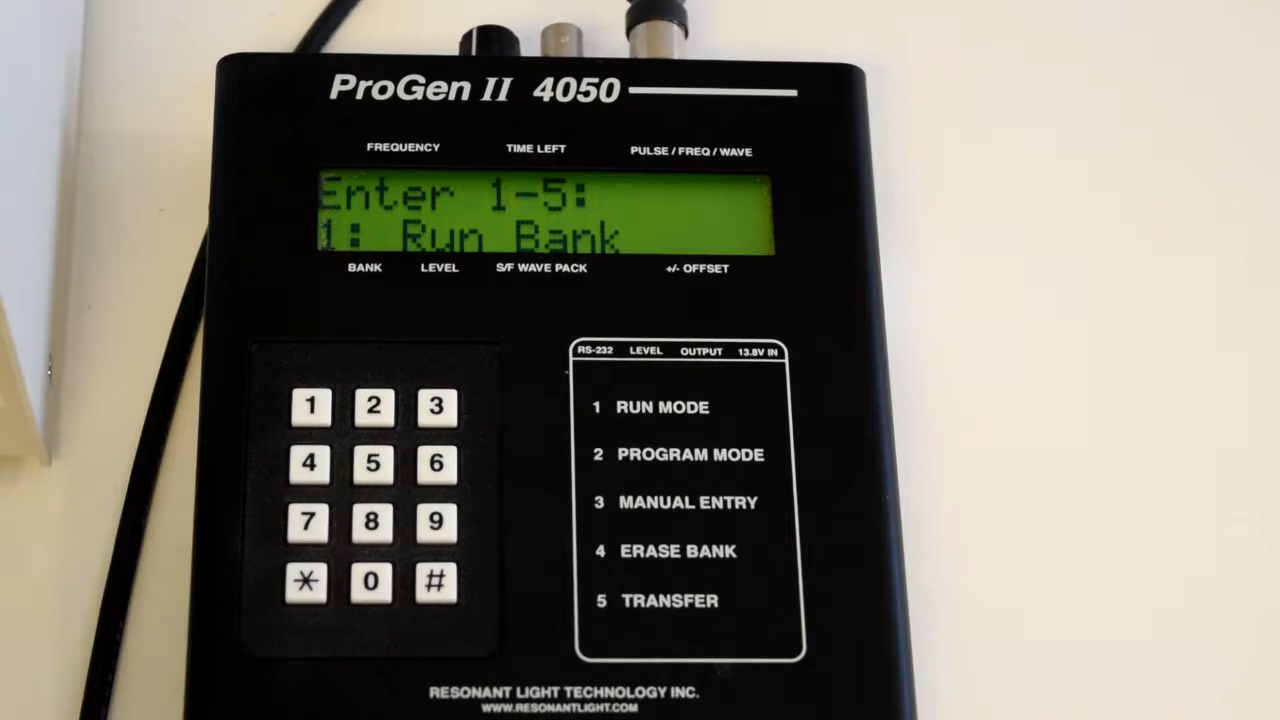 ProGen II 4050
FREQUENCY TIME LEFT PULSE / FREQ / WAVE
Enter 1-5:
1: Run Bank
BANK LEVEL S/F WAVE PACK +/- OFFSET
RS-232 LEVEL OUTPUT 13.8V IN
1 RUN MODE
2 PROGRAM MODE
3 MANUAL ENTRY
4 ERASE BANK
5 TRANSFER
1 2 3
4 5 6
7 8 9
* 0 #
RESONANT LIGHT TECHNOLOGY INC.
WWW.RESONANTLIGHT.COM